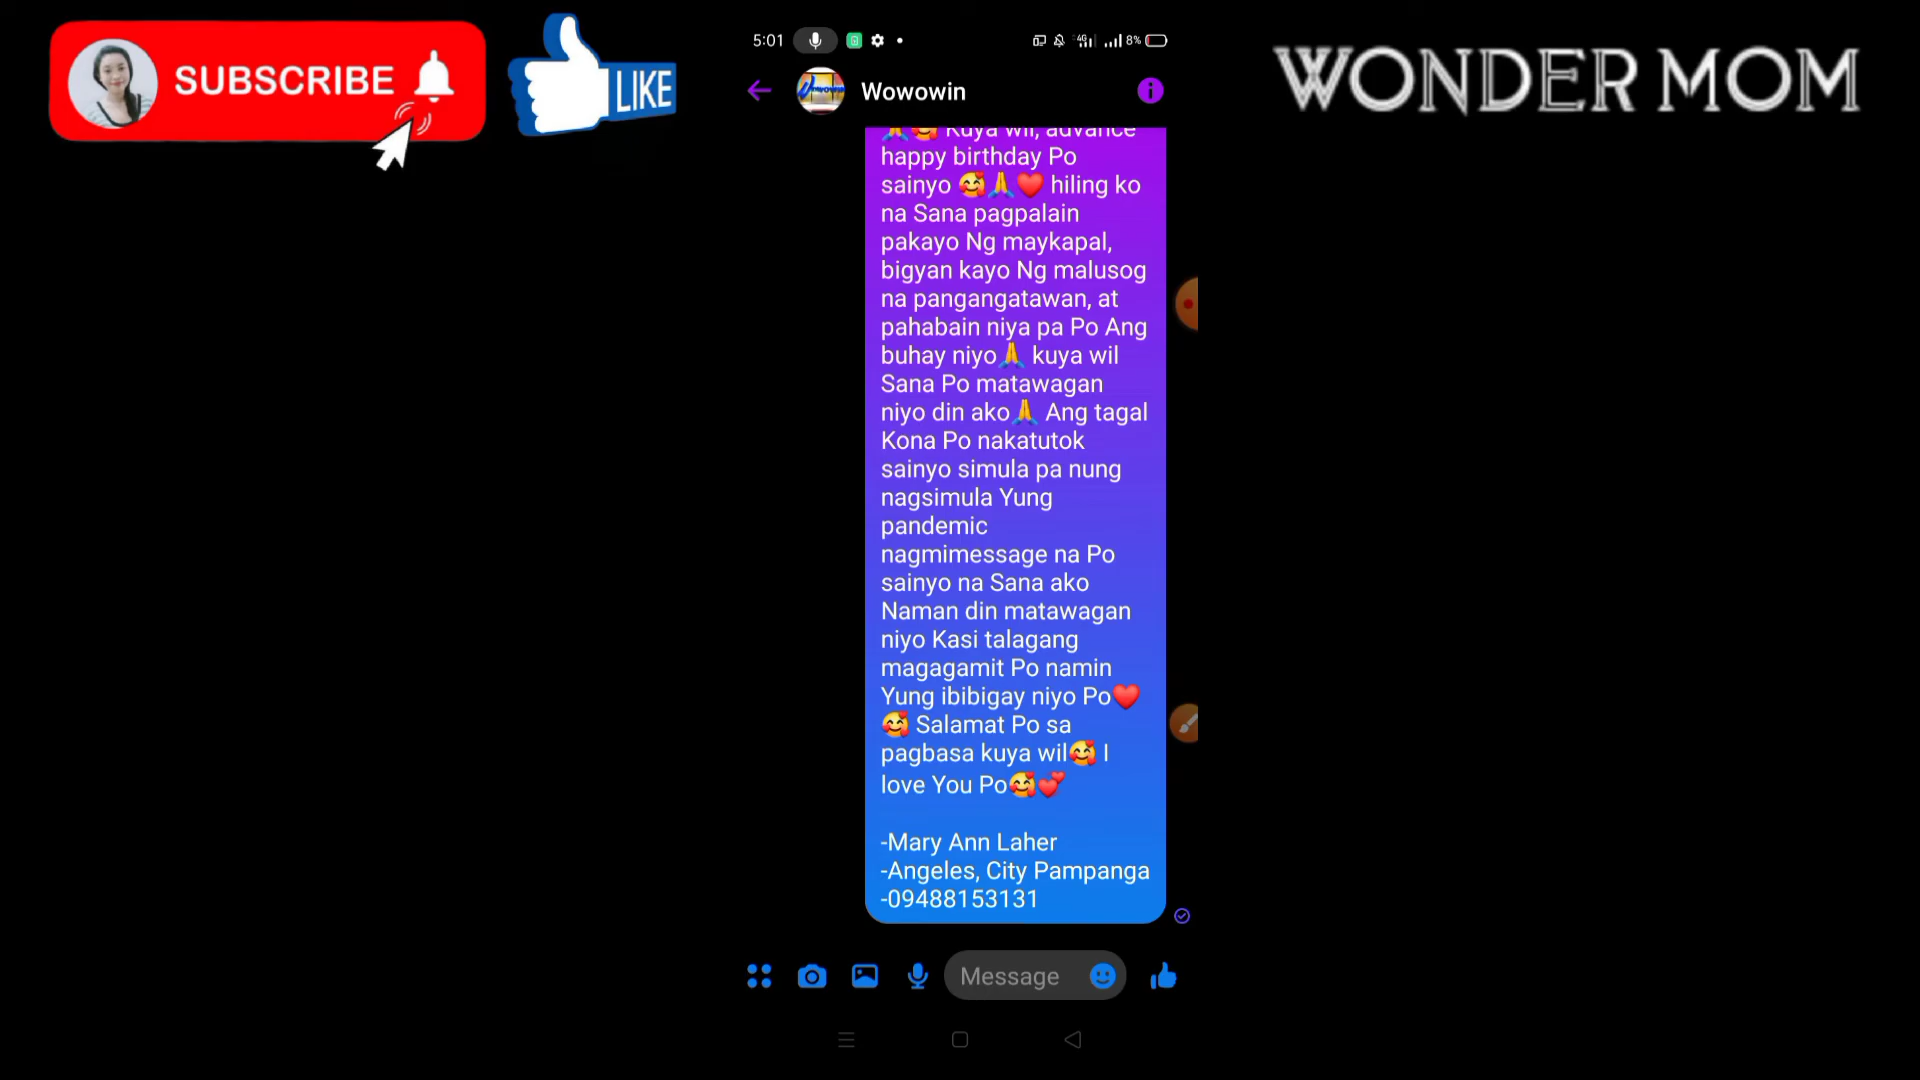 SUBSCRIBE
LIKE
WONDER MOM
5:01
4G
8%
Wowowin
🙏🥰 Kuya wil, advance
happy birthday Po
sainyo 🥰🙏❤️ hiling ko
na Sana pagpalain
pakayo Ng maykapal,
bigyan kayo Ng malusog
na pangangatawan, at
pahabain niya pa Po Ang
buhay niyo🙏 kuya wil
Sana Po matawagan
niyo din ako🙏 Ang tagal
Kona Po nakatutok
sainyo simula pa nung
nagsimula Yung
pandemic
nagmimessage na Po
sainyo na Sana ako
Naman din matawagan
niyo Kasi talagang
magagamit Po namin
Yung ibibigay niyo Po❤️
🥰 Salamat Po sa
pagbasa kuya wil🥰 I
love You Po🥰💕
-Mary Ann Laher
-Angeles, City Pampanga
-09488153131
Message